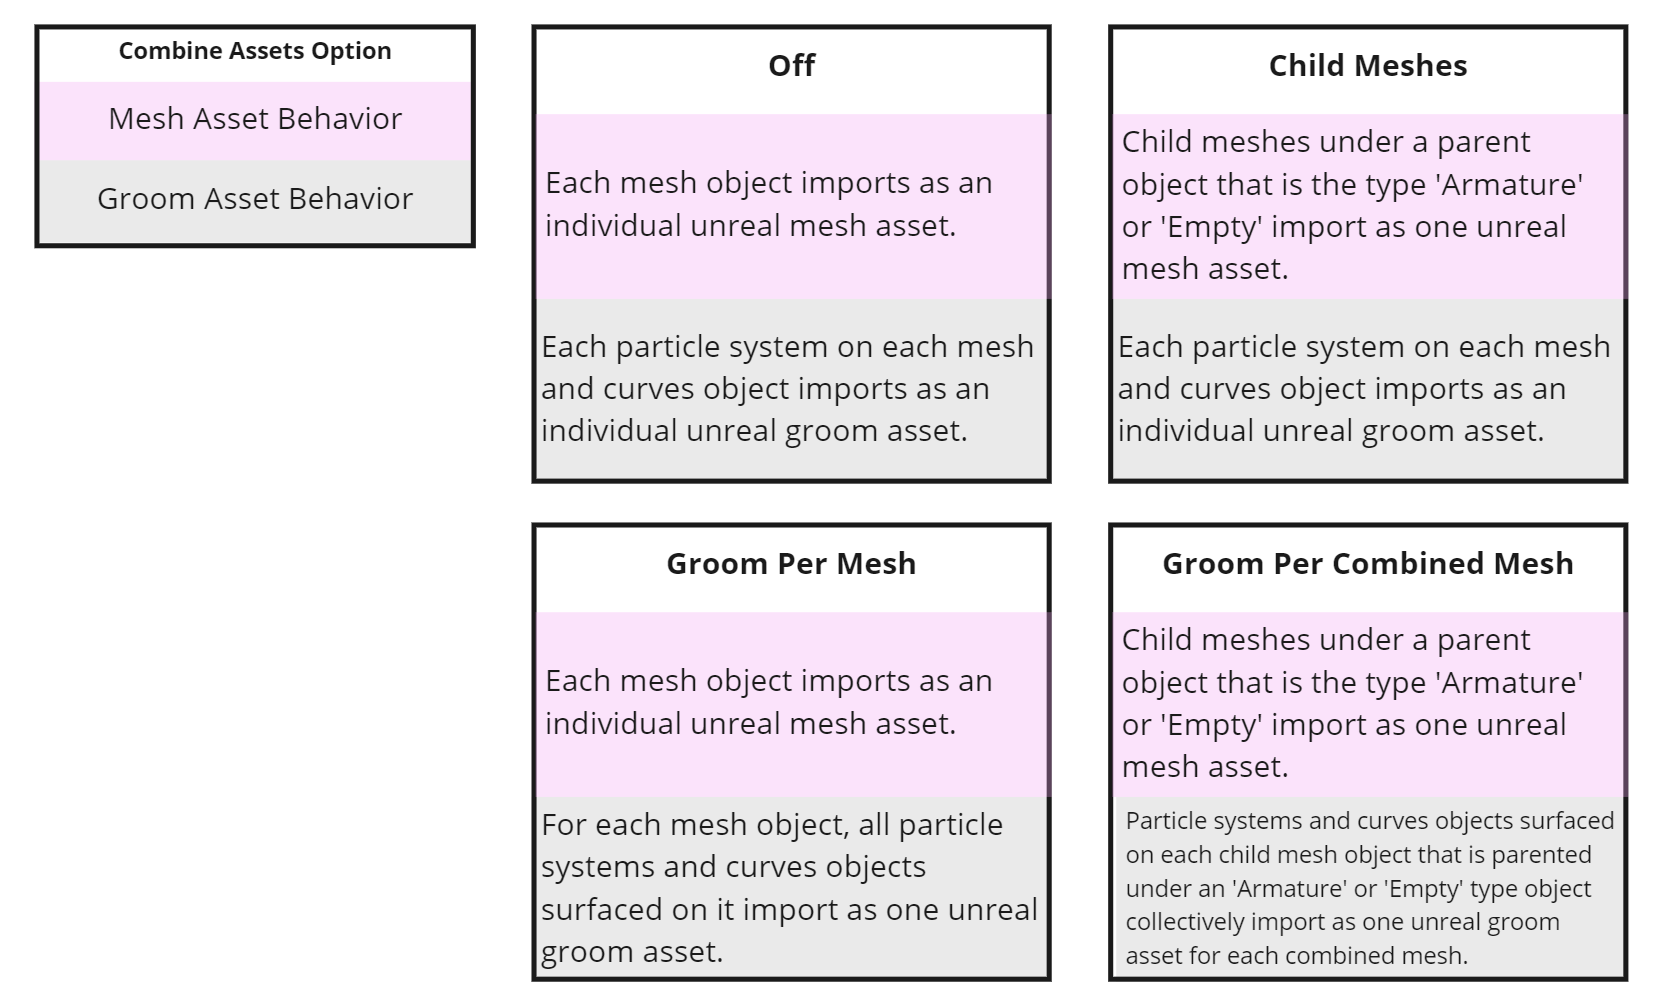 Combine Assets Option
Mesh Asset Behavior
Groom Asset Behavior
Off
Each mesh object imports as an
individual unreal mesh asset.
Each particle system on each mesh
and curves object imports as an
individual unreal groom asset.
Child Meshes
Child meshes under a parent
object that is the type 'Armature'
or 'Empty' import as one unreal
mesh asset.
Each particle system on each mesh
and curves object imports as an
individual unreal groom asset.
Groom Per Mesh
Each mesh object imports as an
individual unreal mesh asset.
For each mesh object, all particle
systems and curves objects
surfaced on it import as one unreal
groom asset.
Groom Per Combined Mesh
Child meshes under a parent
object that is the type 'Armature'
or 'Empty' import as one unreal
mesh asset.
Particle systems and curves objects surfaced
on each child mesh object that is parented
under an 'Armature' or 'Empty' type object
collectively import as one unreal groom
asset for each combined mesh.